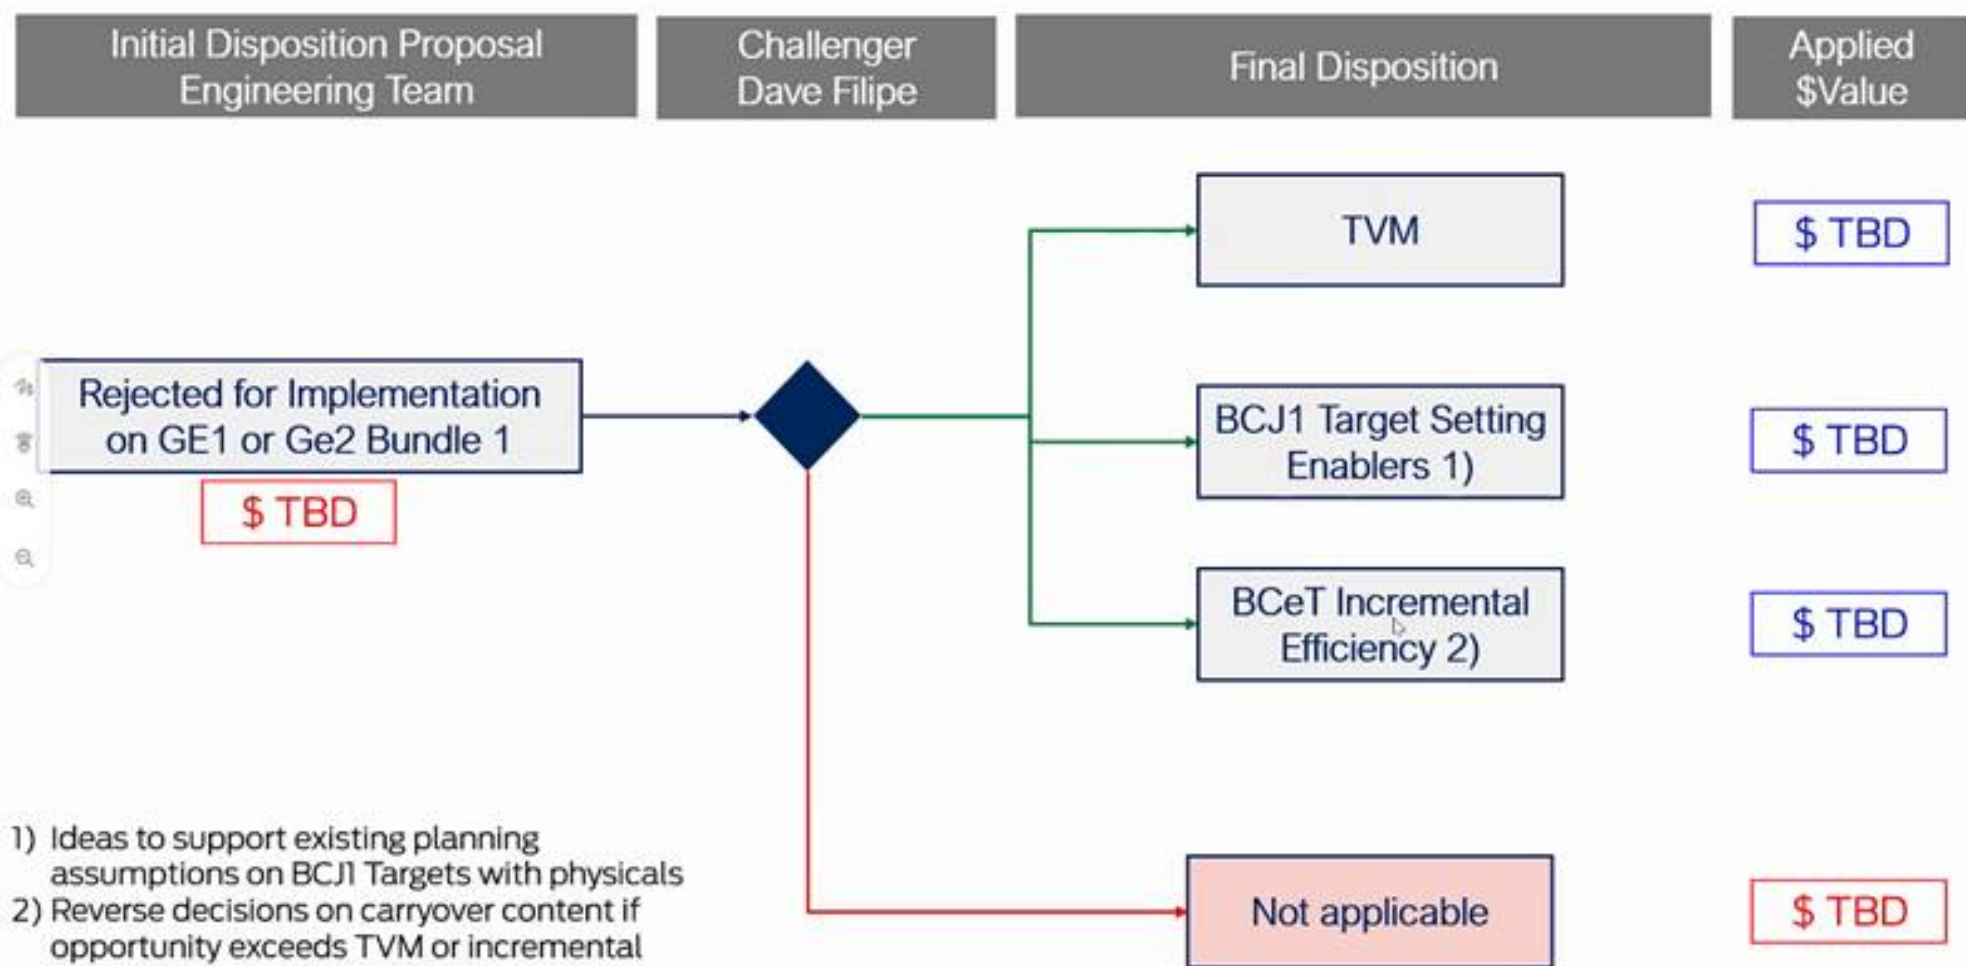 Initial Disposition Proposal
Engineering Team
Challenger
Dave Filipe
Final Disposition
Applied
$Value
TVM
$ TBD
Rejected for Implementation
on GE1 or Ge2 Bundle 1
$ TBD
BCJ1 Target Setting
Enablers 1)
$ TBD
BCeT Incremental
Efficiency 2)
$ TBD
1) Ideas to support existing planning
assumptions on BCJ1 Targets with physicals
2) Reverse decisions on carryover content if
opportunity exceeds TVM or incremental
Not applicable
$ TBD